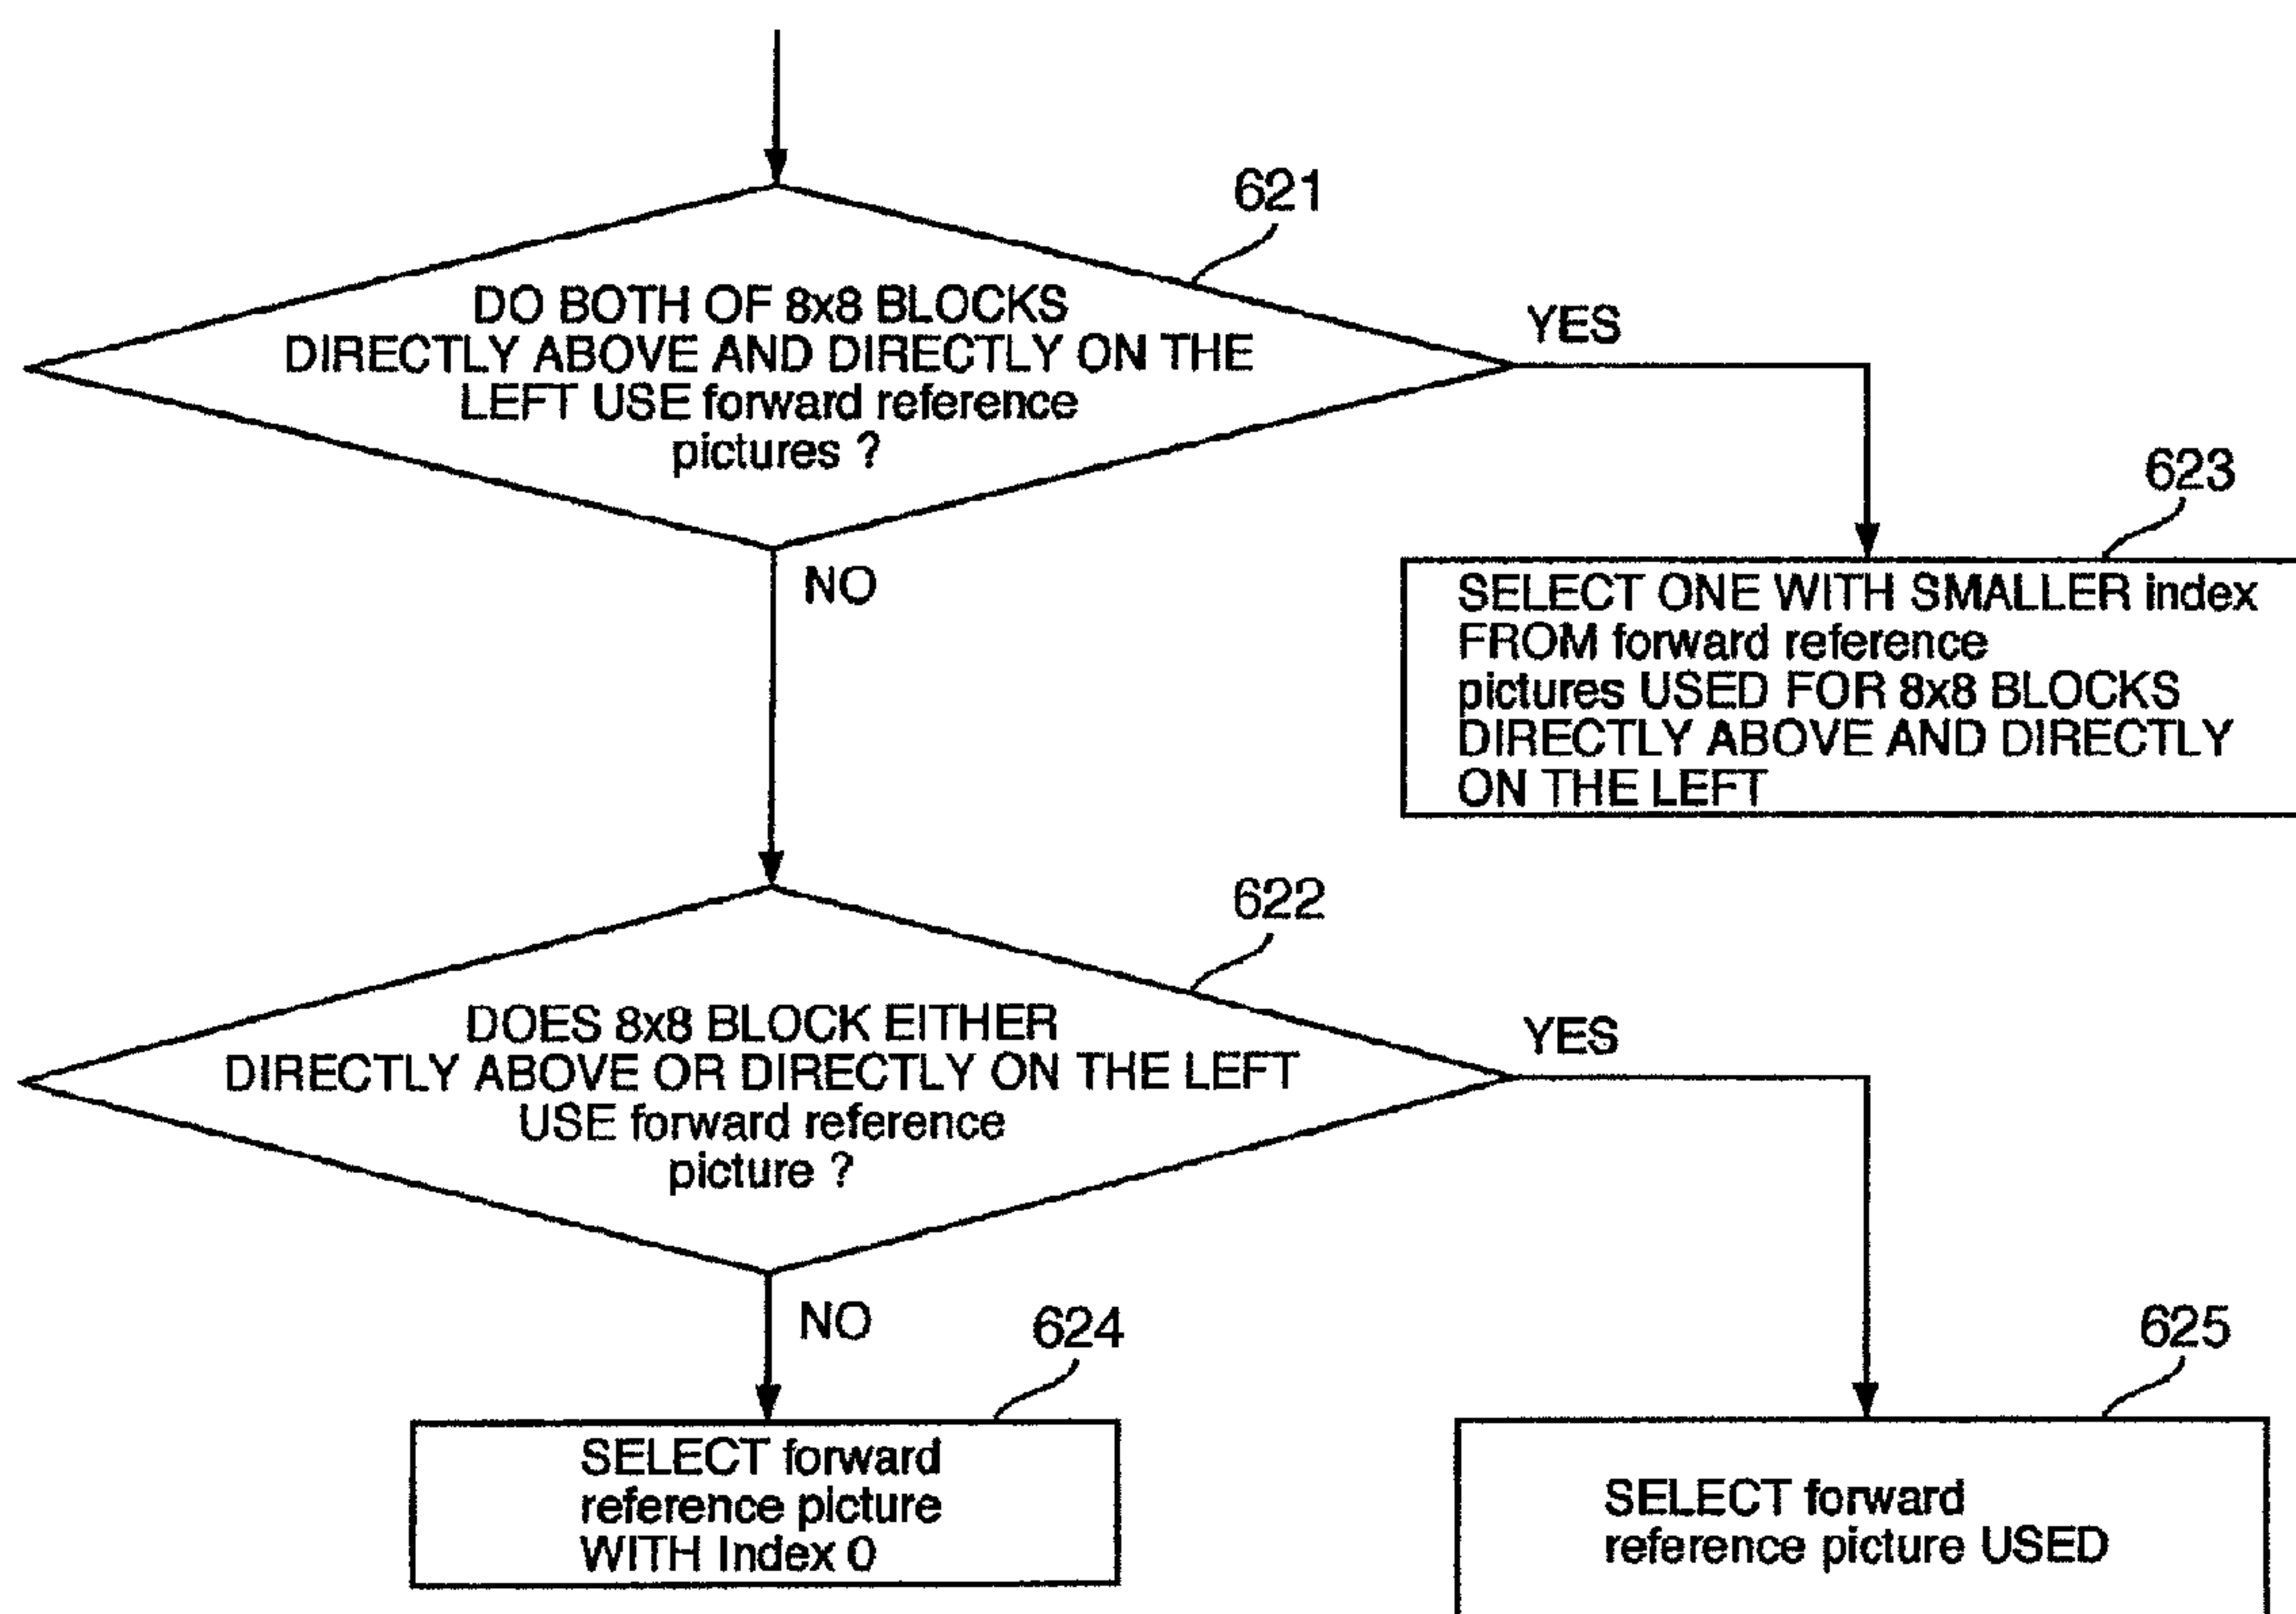 621
DO BOTH OF 8x8 BLOCKS
DIRECTLY ABOVE AND DIRECTLY ON THE
LEFT USE forward reference
pictures ?
YES
NO
623
SELECT ONE WITH SMALLER index
FROM forward reference
pictures USED FOR 8x8 BLOCKS
DIRECTLY ABOVE AND DIRECTLY
ON THE LEFT
622
DOES 8x8 BLOCK EITHER
DIRECTLY ABOVE OR DIRECTLY ON THE LEFT
USE forward reference
picture ?
YES
NO
624
SELECT forward
reference picture
WITH Index 0
625
SELECT forward
reference picture USED